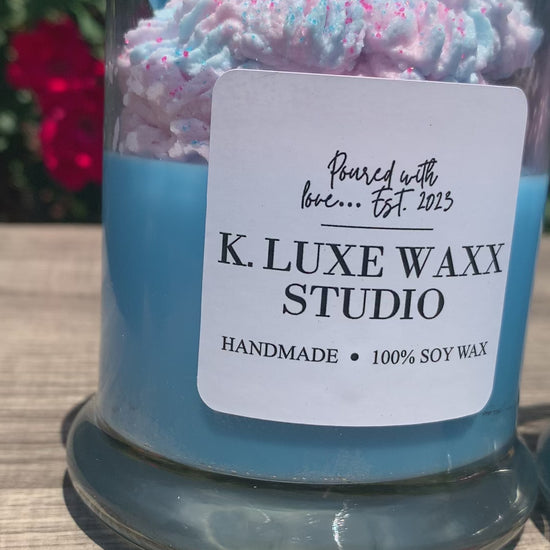 Poured with
love... Est. 2023
K. LUXE WAXX
STUDIO
HANDMADE • 100% SOY WAX